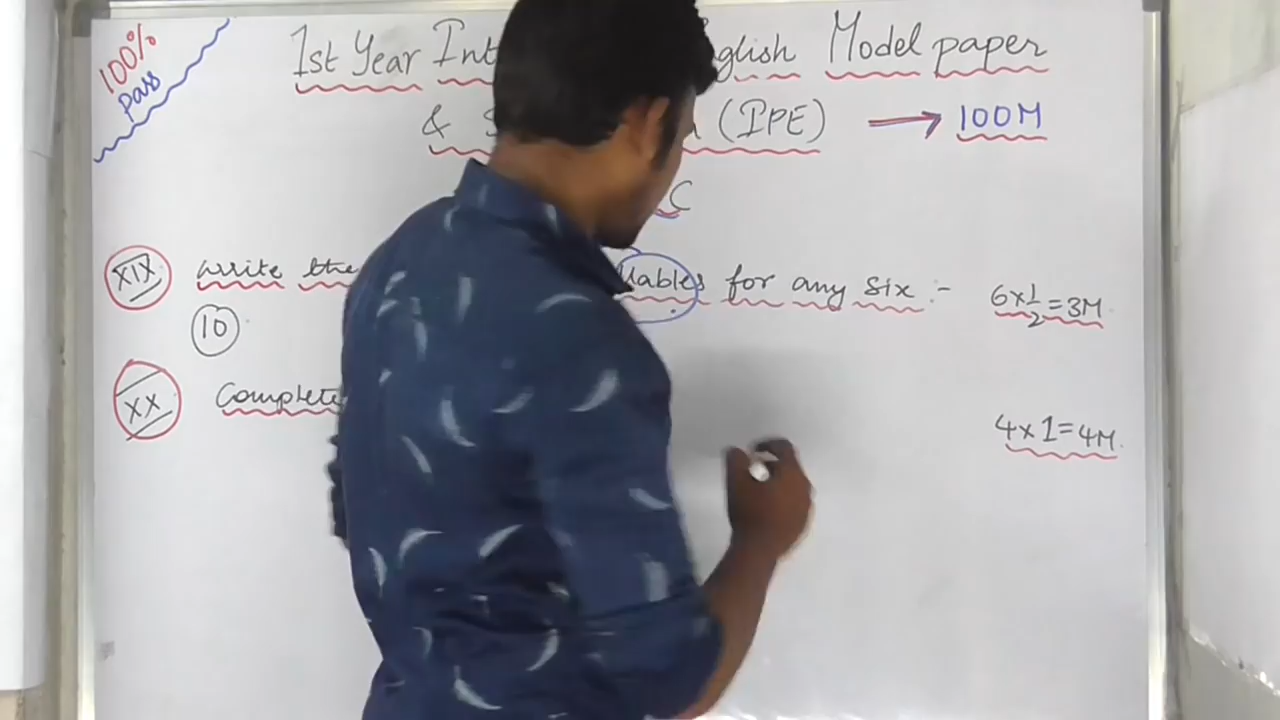 100%
pass
1st Year Int glish Model paper
& S (IPE) → 100M
C
XIX Write the llables for any six :- 6 x 1/2 = 3M
10
XX Complete 4 x 1 = 4M.